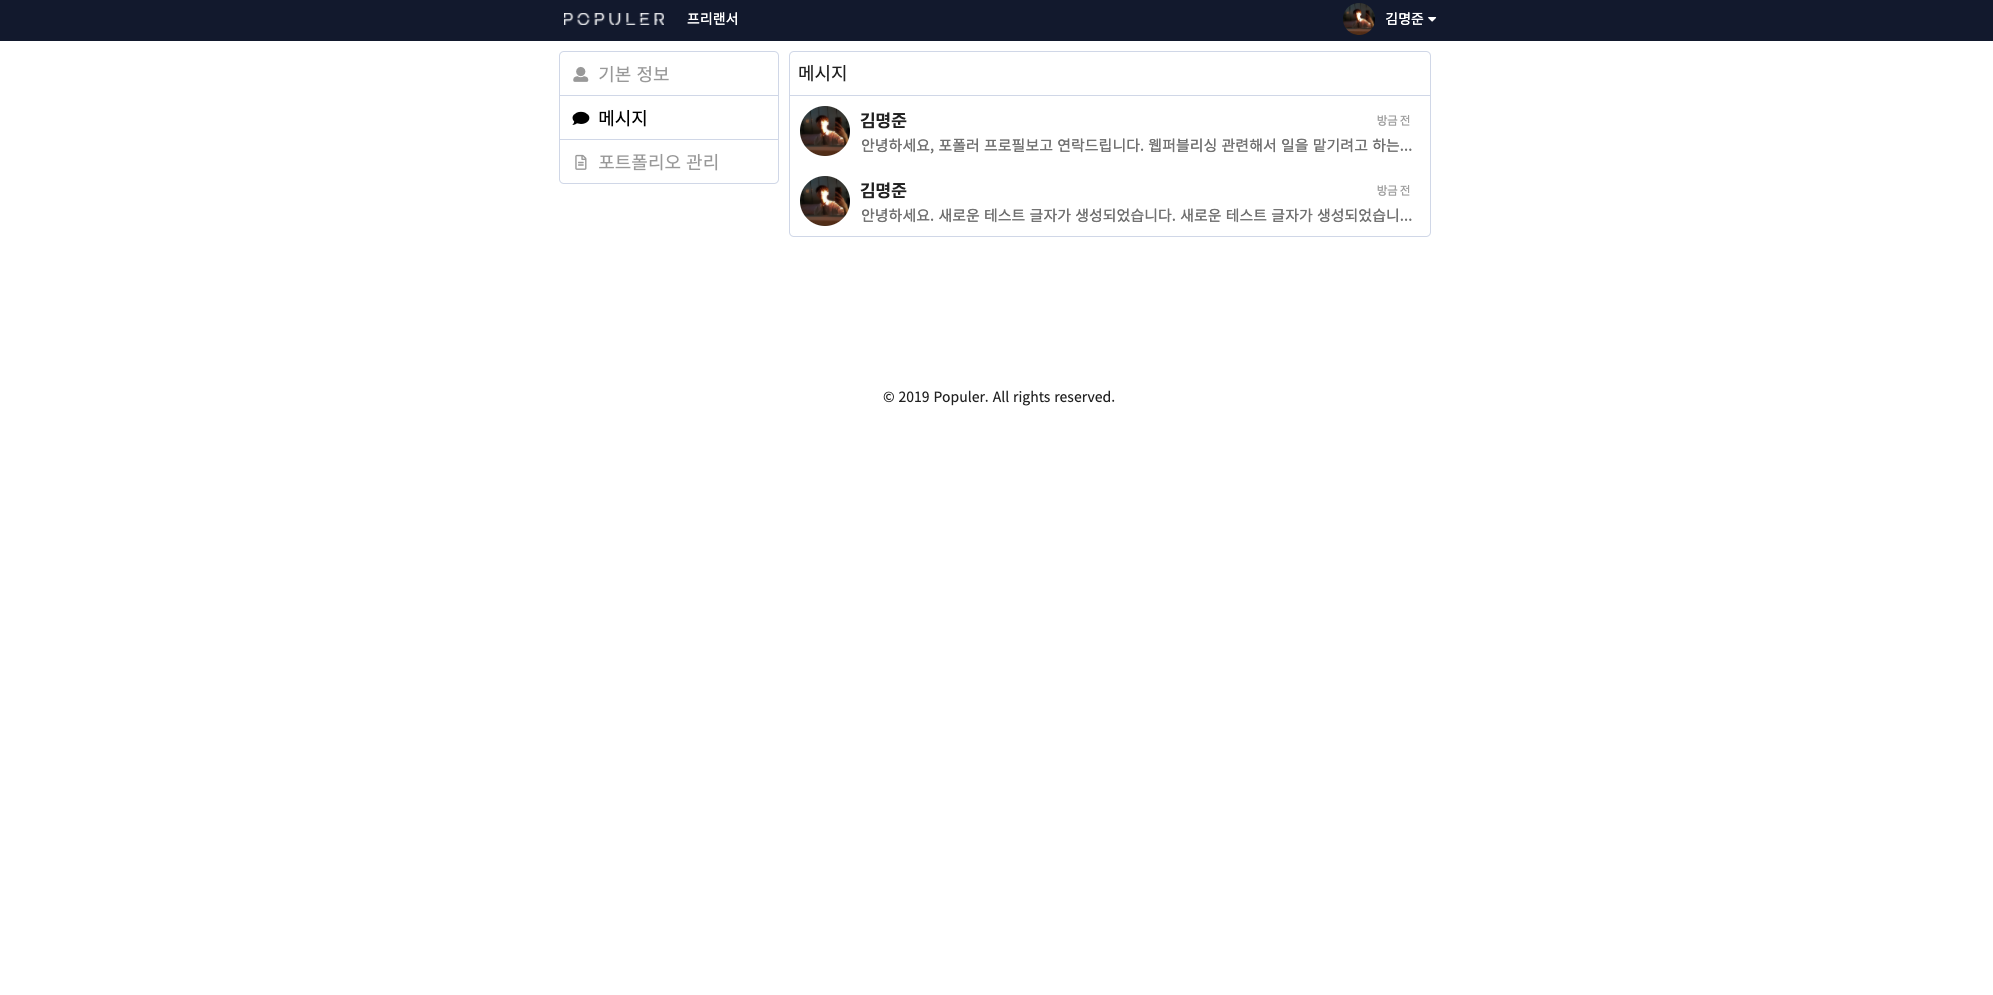 POPULER 프리랜서 김명준
기본 정보
메시지
포트폴리오 관리
메시지
김명준 방금 전
안녕하세요, 포폴러 프로필보고 연락드립니다. 웹퍼블리싱 관련해서 일을 맡기려고 하는...
김명준 방금 전
안녕하세요. 새로운 테스트 글자가 생성되었습니다. 새로운 테스트 글자가 생성되었습니...
© 2019 Populer. All rights reserved.